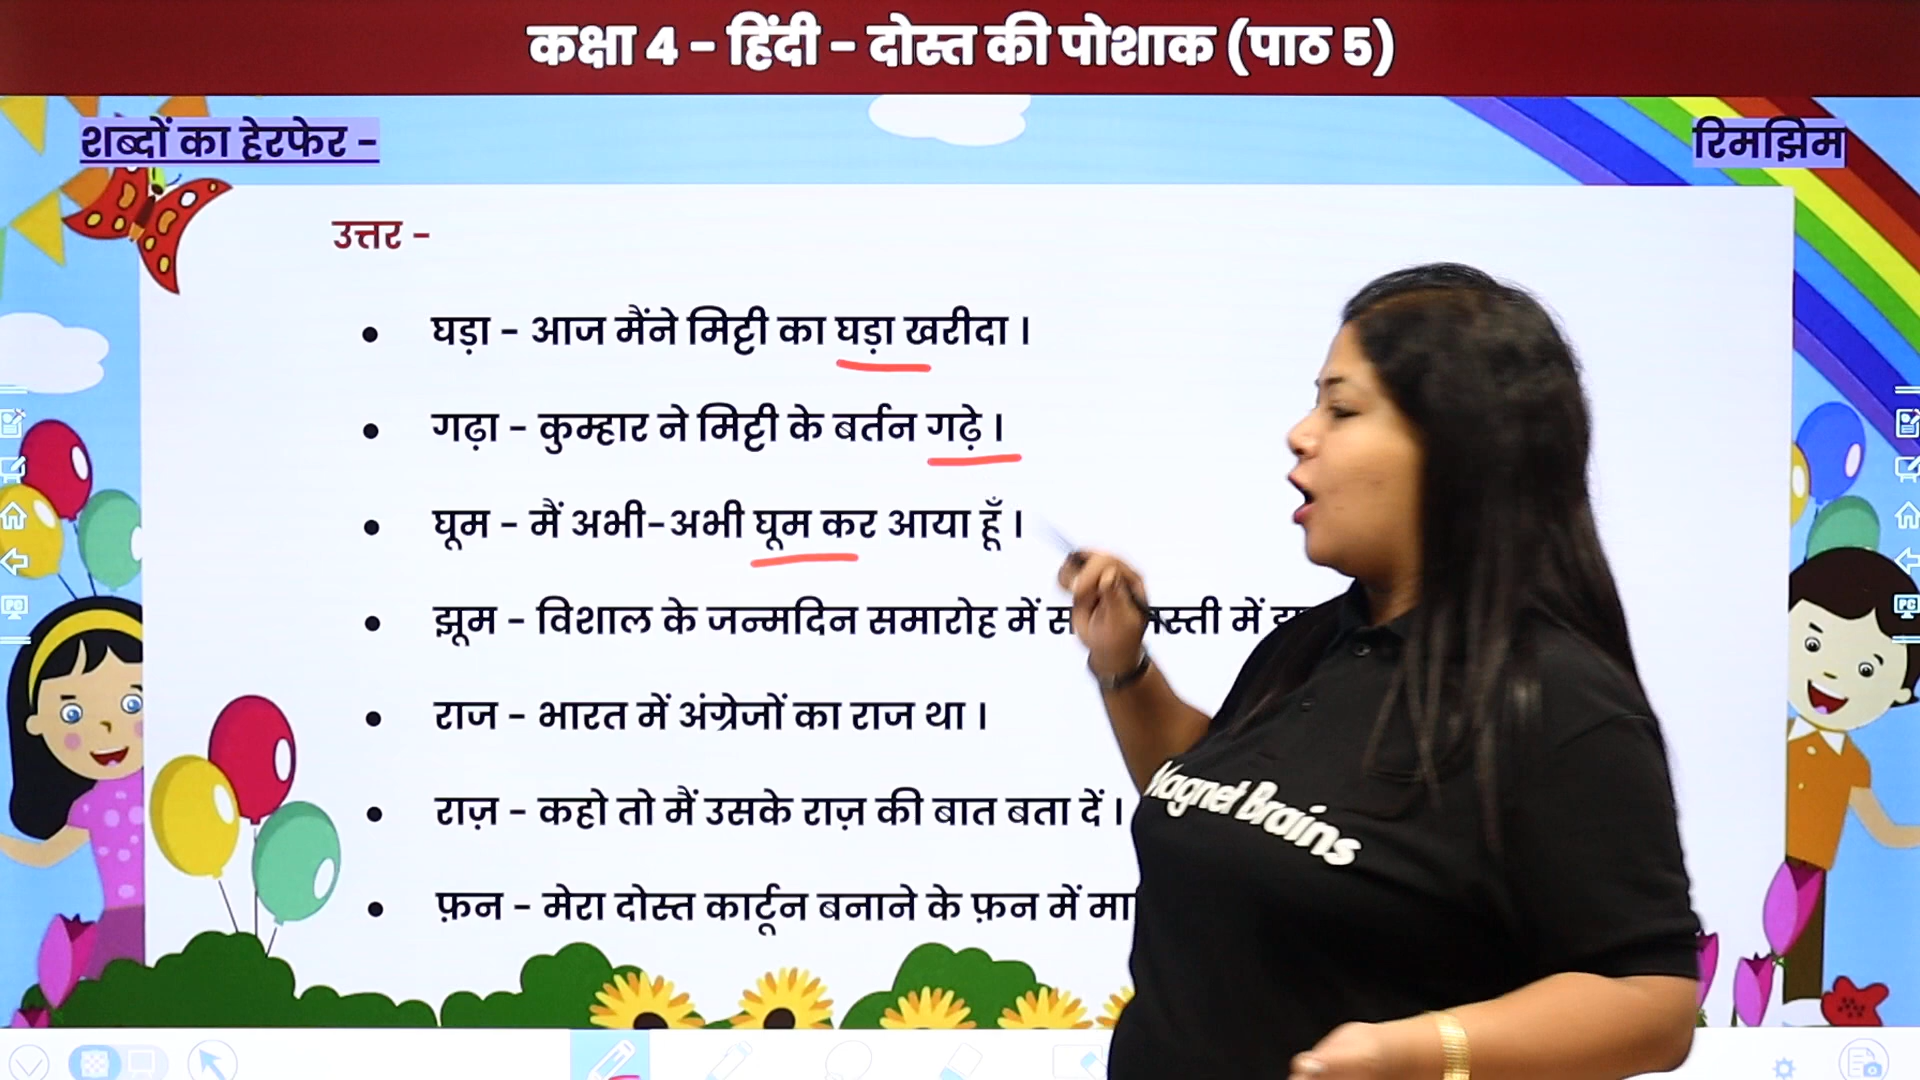 कक्षा 4 - हिंदी - दोस्त की पोशाक (पाठ 5)
शब्दों का हेरफेर -
रिमझिम
उत्तर -
• घड़ा - आज मैंने मिट्टी का घड़ा खरीदा ।
• गढ़ा - कुम्हार ने मिट्टी के बर्तन गढ़े ।
• घूम - मैं अभी-अभी घूम कर आया हूँ ।
• झूम - विशाल के जन्मदिन समारोह में में
• राज - भारत में अंग्रेजों का राज था ।
• राज़ - कहो तो मैं उसके राज़ की बात बता दें ।
• फ़न - मेरा दोस्त कार्टून बनाने के फ़न में
Magnet Brains